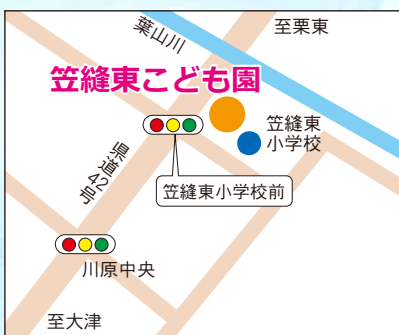 葉山川
至栗東
笠縫東こども園
笠縫東
小学校
県道42号
笠縫東小学校前
川原中央
至大津